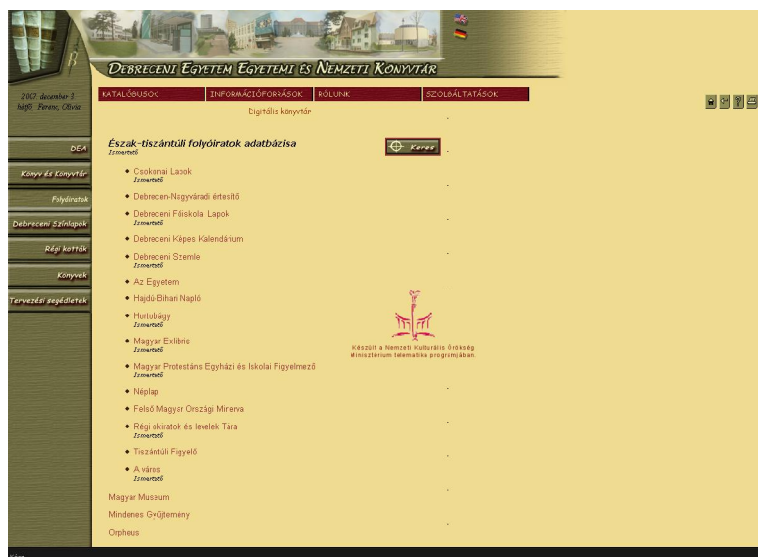 DEBRECENI EGYETEM EGYETEMI ÉS NEMZETI KÖNYVTÁR
2007. december 3.
hétfő Ferenc, Olívia
KATALÓGUSOK
INFORMÁCIÓFORRÁSOK
RÓLUNK
SZOLGÁLTATÁSOK
Digitális könyvtár
DEA
Könyv és Könyvtár
Folyóiratok
Debreceni Színlapok
Régi kották
Könyvek
Tervezési segédletek
Észak-tiszántúli folyóiratok adatbázisa
Ismertető
Keres
Csokonai Lapok
Ismertető
Debrecen-Nagyváradi értesítő
Debreceni Főiskola Lapok
Ismertető
Debreceni Képes Kalendárium
Debreceni Szemle
Ismertető
Az Egyetem
Hajdú-Bihari Napló
Hortobágy
Ismertető
Magyar Exlibris
Ismertető
Magyar Protestáns Egyházi és Iskolai Figyelmező
Ismertető
Néplap
Felső Magyar Országi Minerva
Régi okiratok és levelek Tára
Ismertető
Tiszántúli Figyelő
A város
Ismertető
Magyar Museum
Mindenes Gyűjtemény
Orpheus
Készült a Nemzeti Kulturális Örökség
Minisztérium telematika programjában.